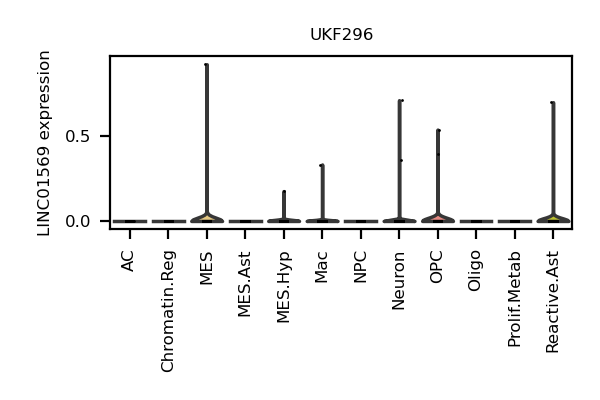 UKF296
LINC01569 expression
0.5
0.0
AC
Chromatin.Reg
MES
MES.Ast
MES.Hyp
Mac
NPC
Neuron
OPC
Oligo
Prolif.Metab
Reactive.Ast